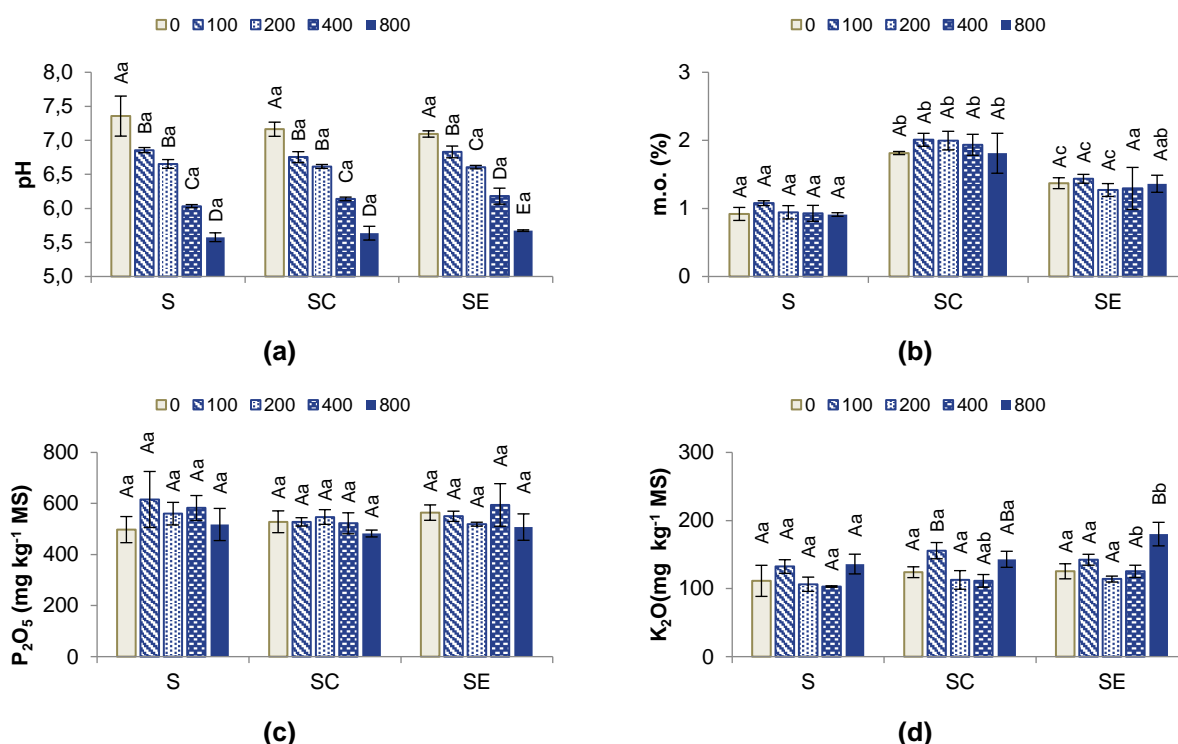 0 100 200 400 800
8,0
7,5
7,0
6,5
6,0
5,5
5,0
pH
Aa Ba Ba Ca Da
Aa Ba Ba Ca Da
Aa Ba Ca Da Ea
S SC SE
(a)
0 100 200 400 800
3
2
1
0
m.o. (%)
Aa Aa Aa Aa Aa
Ab Ab Ab Ab Ab
Ac Ac Ac Aa Aab
S SC SE
(b)
0 100 200 400 800
800
600
400
200
0
P₂O₅ (mg kg⁻¹ MS)
Aa Aa Aa Aa Aa
Aa Aa Aa Aa Aa
Aa Aa Aa Aa Aa
S SC SE
(c)
0 100 200 400 800
300
200
100
0
K₂O(mg kg⁻¹ MS)
Aa Aa Aa Aa Aa
Aa Ba Aa Aab ABa
Aa Aa Aa Ab Bb
S SC SE
(d)